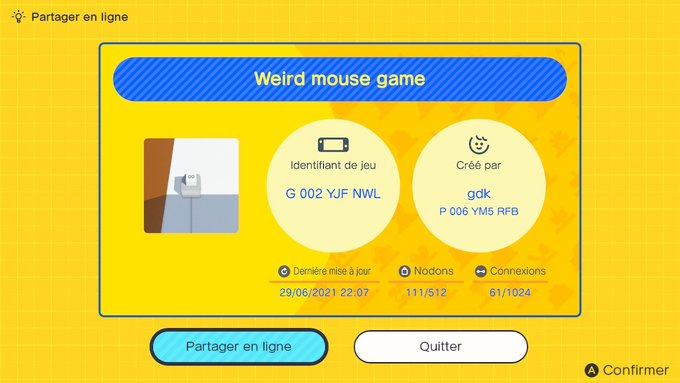 Partager en ligne
Weird mouse game
Identifiant de jeu
G 002 YJF NWL
Créé par
gdk
P 006 YM5 RFB
Dernière mise à jour
29/06/2021 22:07
Nodons
111/512
Connexions
61/1024
Partager en ligne
Quitter
A Confirmer